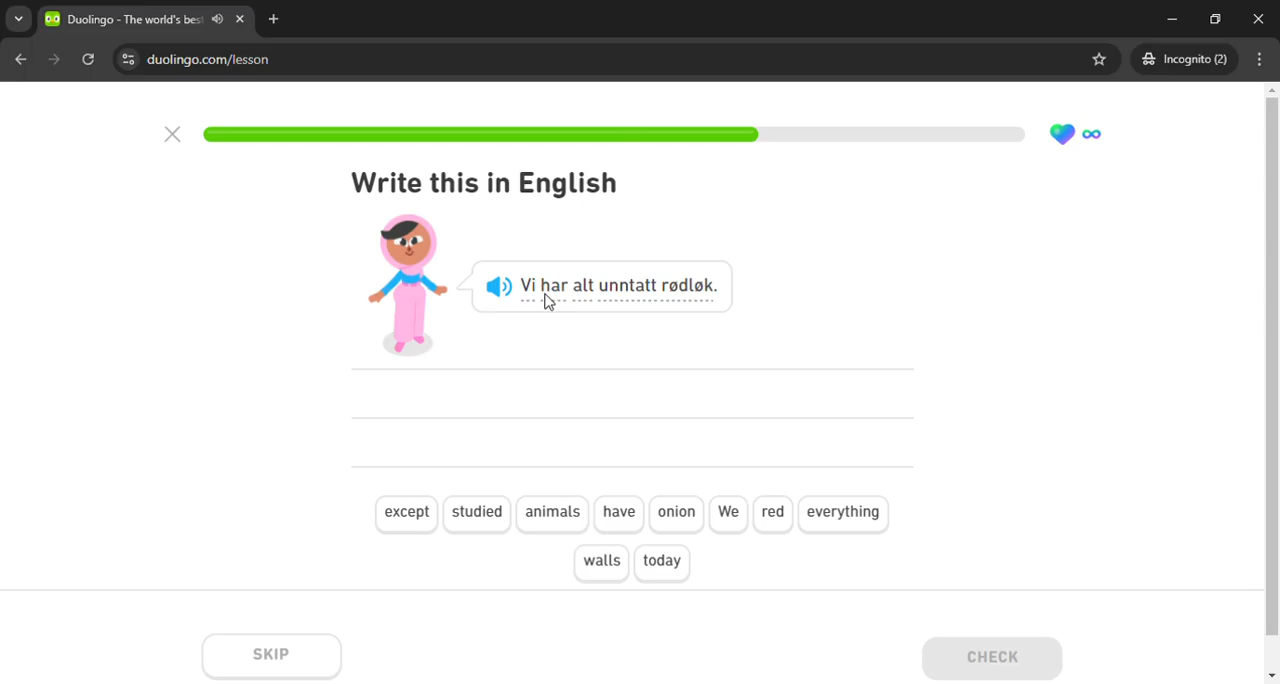 Duolingo - The world's best
duolingo.com/lesson
Incognito (2)
Write this in English
Vi har alt unntatt rødløk.
except studied animals have onion We red everything
walls today
SKIP
CHECK